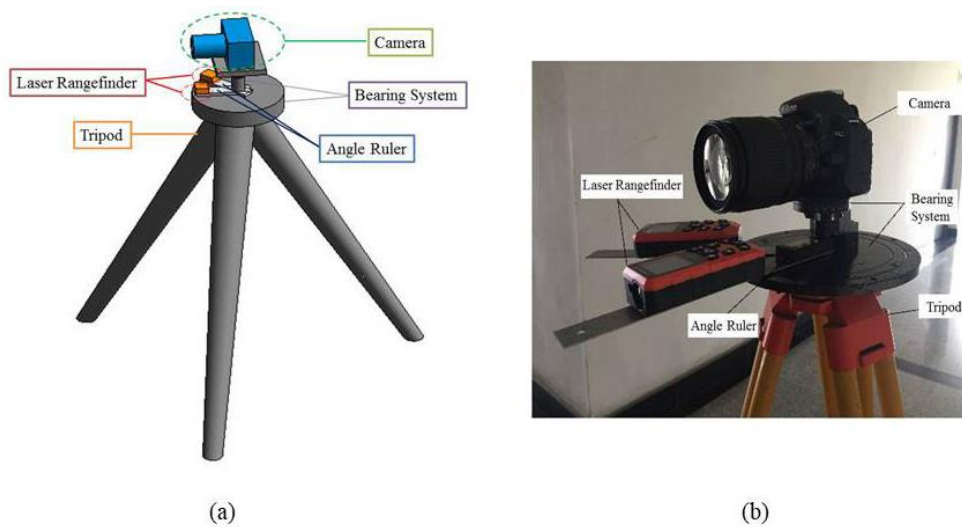 Camera
Laser Rangefinder
Bearing System
Tripod
Angle Ruler
(a)
Camera
Laser
Rangefinder
Bearing
System
Tripod
Angle Ruler
(b)